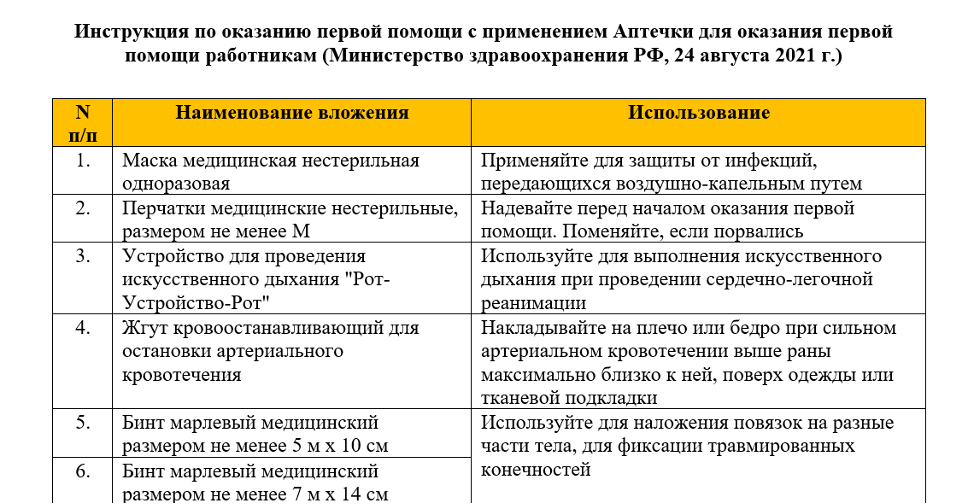 Инструкция по оказанию первой помощи с применением Аптечки для оказания первой
помощи работникам (Министерство здравоохранения РФ, 24 августа 2021 г.)
N
п/п
Наименование вложения
Использование
1.
Маска медицинская нестерильная
одноразовая
Применяйте для защиты от инфекций,
передающихся воздушно-капельным путем
2.
Перчатки медицинские нестерильные,
размером не менее M
Надевайте перед началом оказания первой
помощи. Поменяйте, если порвались
3.
Устройство для проведения
искусственного дыхания "Рот-
Устройство-Рот"
Используйте для выполнения искусственного
дыхания при проведении сердечно-легочной
реанимации
4.
Жгут кровоостанавливающий для
остановки артериального
кровотечения
Накладывайте на плечо или бедро при сильном
артериальном кровотечении выше раны
максимально близко к ней, поверх одежды или
тканевой подкладки
5.
Бинт марлевый медицинский
размером не менее 5 м x 10 см
Используйте для наложения повязок на разные
части тела, для фиксации травмированных
конечностей
6.
Бинт марлевый медицинский
размером не менее 7 м x 14 см